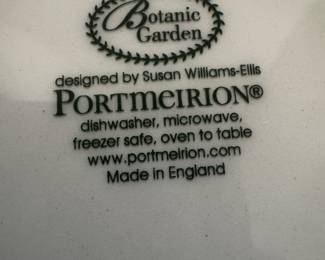 Botanic
Garden
designed by Susan Williams-Ellis
PORTMEIRION®
dishwasher, microwave,
freezer safe, oven to table
www.portmeirion.com
Made in England